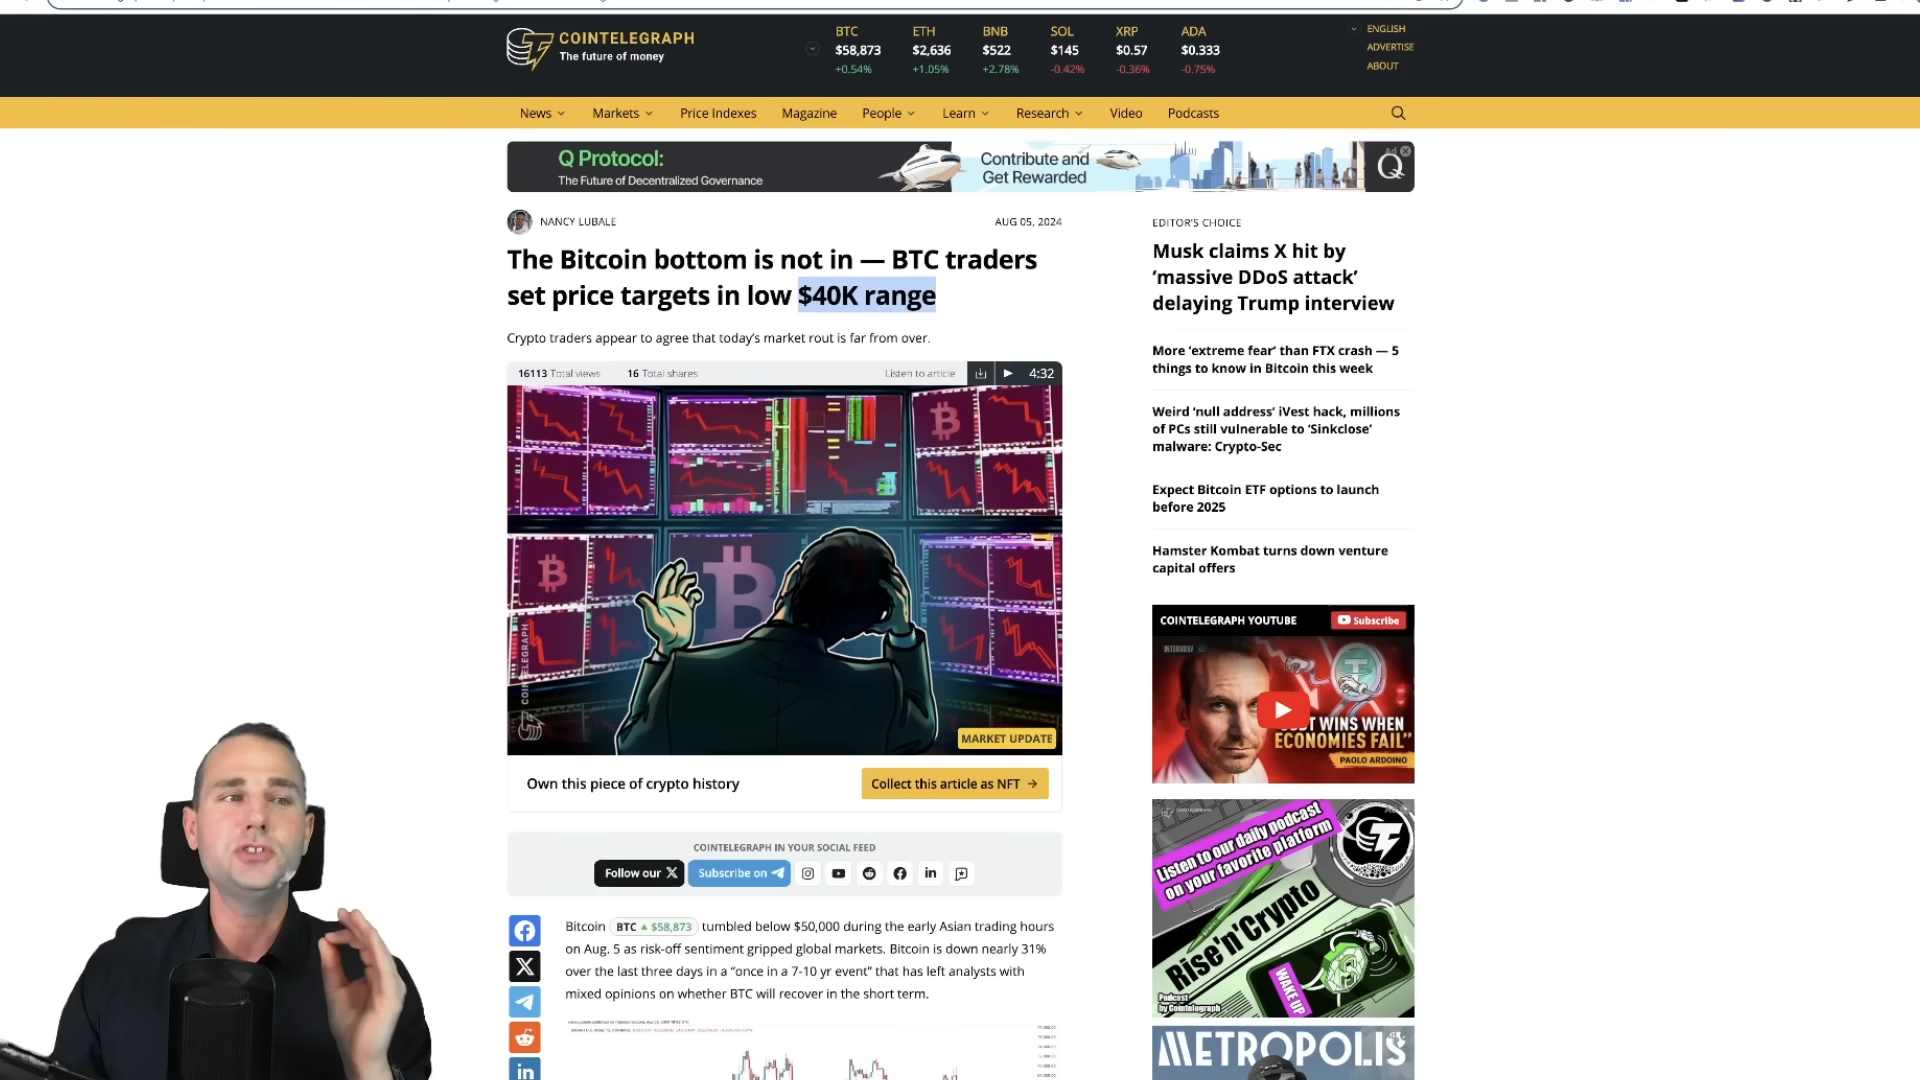 COINTELEGRAPH
The future of money
BTC ETH BNB SOL XRP ADA
$58,873 $2,636 $522 $145 $0.57 $0.333
+0.54% +1.05% +2.78% -0.42% -0.36% -0.75%
ENGLISH
ADVERTISE
ABOUT
News Markets Price Indexes Magazine People Learn Research Video Podcasts
Q Protocol:
The Future of Decentralized Governance
Contribute and
Get Rewarded
Ad
Q
NANCY LUBALE
AUG 05, 2024
The Bitcoin bottom is not in — BTC traders
set price targets in low $40K range
Crypto traders appear to agree that today’s market rout is far from over.
16113 Total views 16 Total shares Listen to article 4:32
COINTELEGRAPH
MARKET UPDATE
Own this piece of crypto history
Collect this article as NFT →
COINTELEGRAPH IN YOUR SOCIAL FEED
Follow our X
Subscribe on
Bitcoin BTC ▲ $58,873 tumbled below $50,000 during the early Asian trading hours
on Aug. 5 as risk-off sentiment gripped global markets. Bitcoin is down nearly 31%
over the last three days in a “once in a 7-10 yr event” that has left analysts with
mixed opinions on whether BTC will recover in the short term.
EDITOR’S CHOICE
Musk claims X hit by
‘massive DDoS attack’
delaying Trump interview
More ‘extreme fear’ than FTX crash — 5
things to know in Bitcoin this week
Weird ‘null address’ iVest hack, millions
of PCs still vulnerable to ‘Sinkclose’
malware: Crypto-Sec
Expect Bitcoin ETF options to launch
before 2025
Hamster Kombat turns down venture
capital offers
COINTELEGRAPH YOUTUBE
Subscribe
INTERVIEW
T WINS WHEN
ECONOMIES FAIL”
PAOLO ARDOINO
Listen to our daily podcast
on your favorite platform
Rise'n'Crypto
WAKE UP
Podcast
by Cointelegraph
METROPOLIS